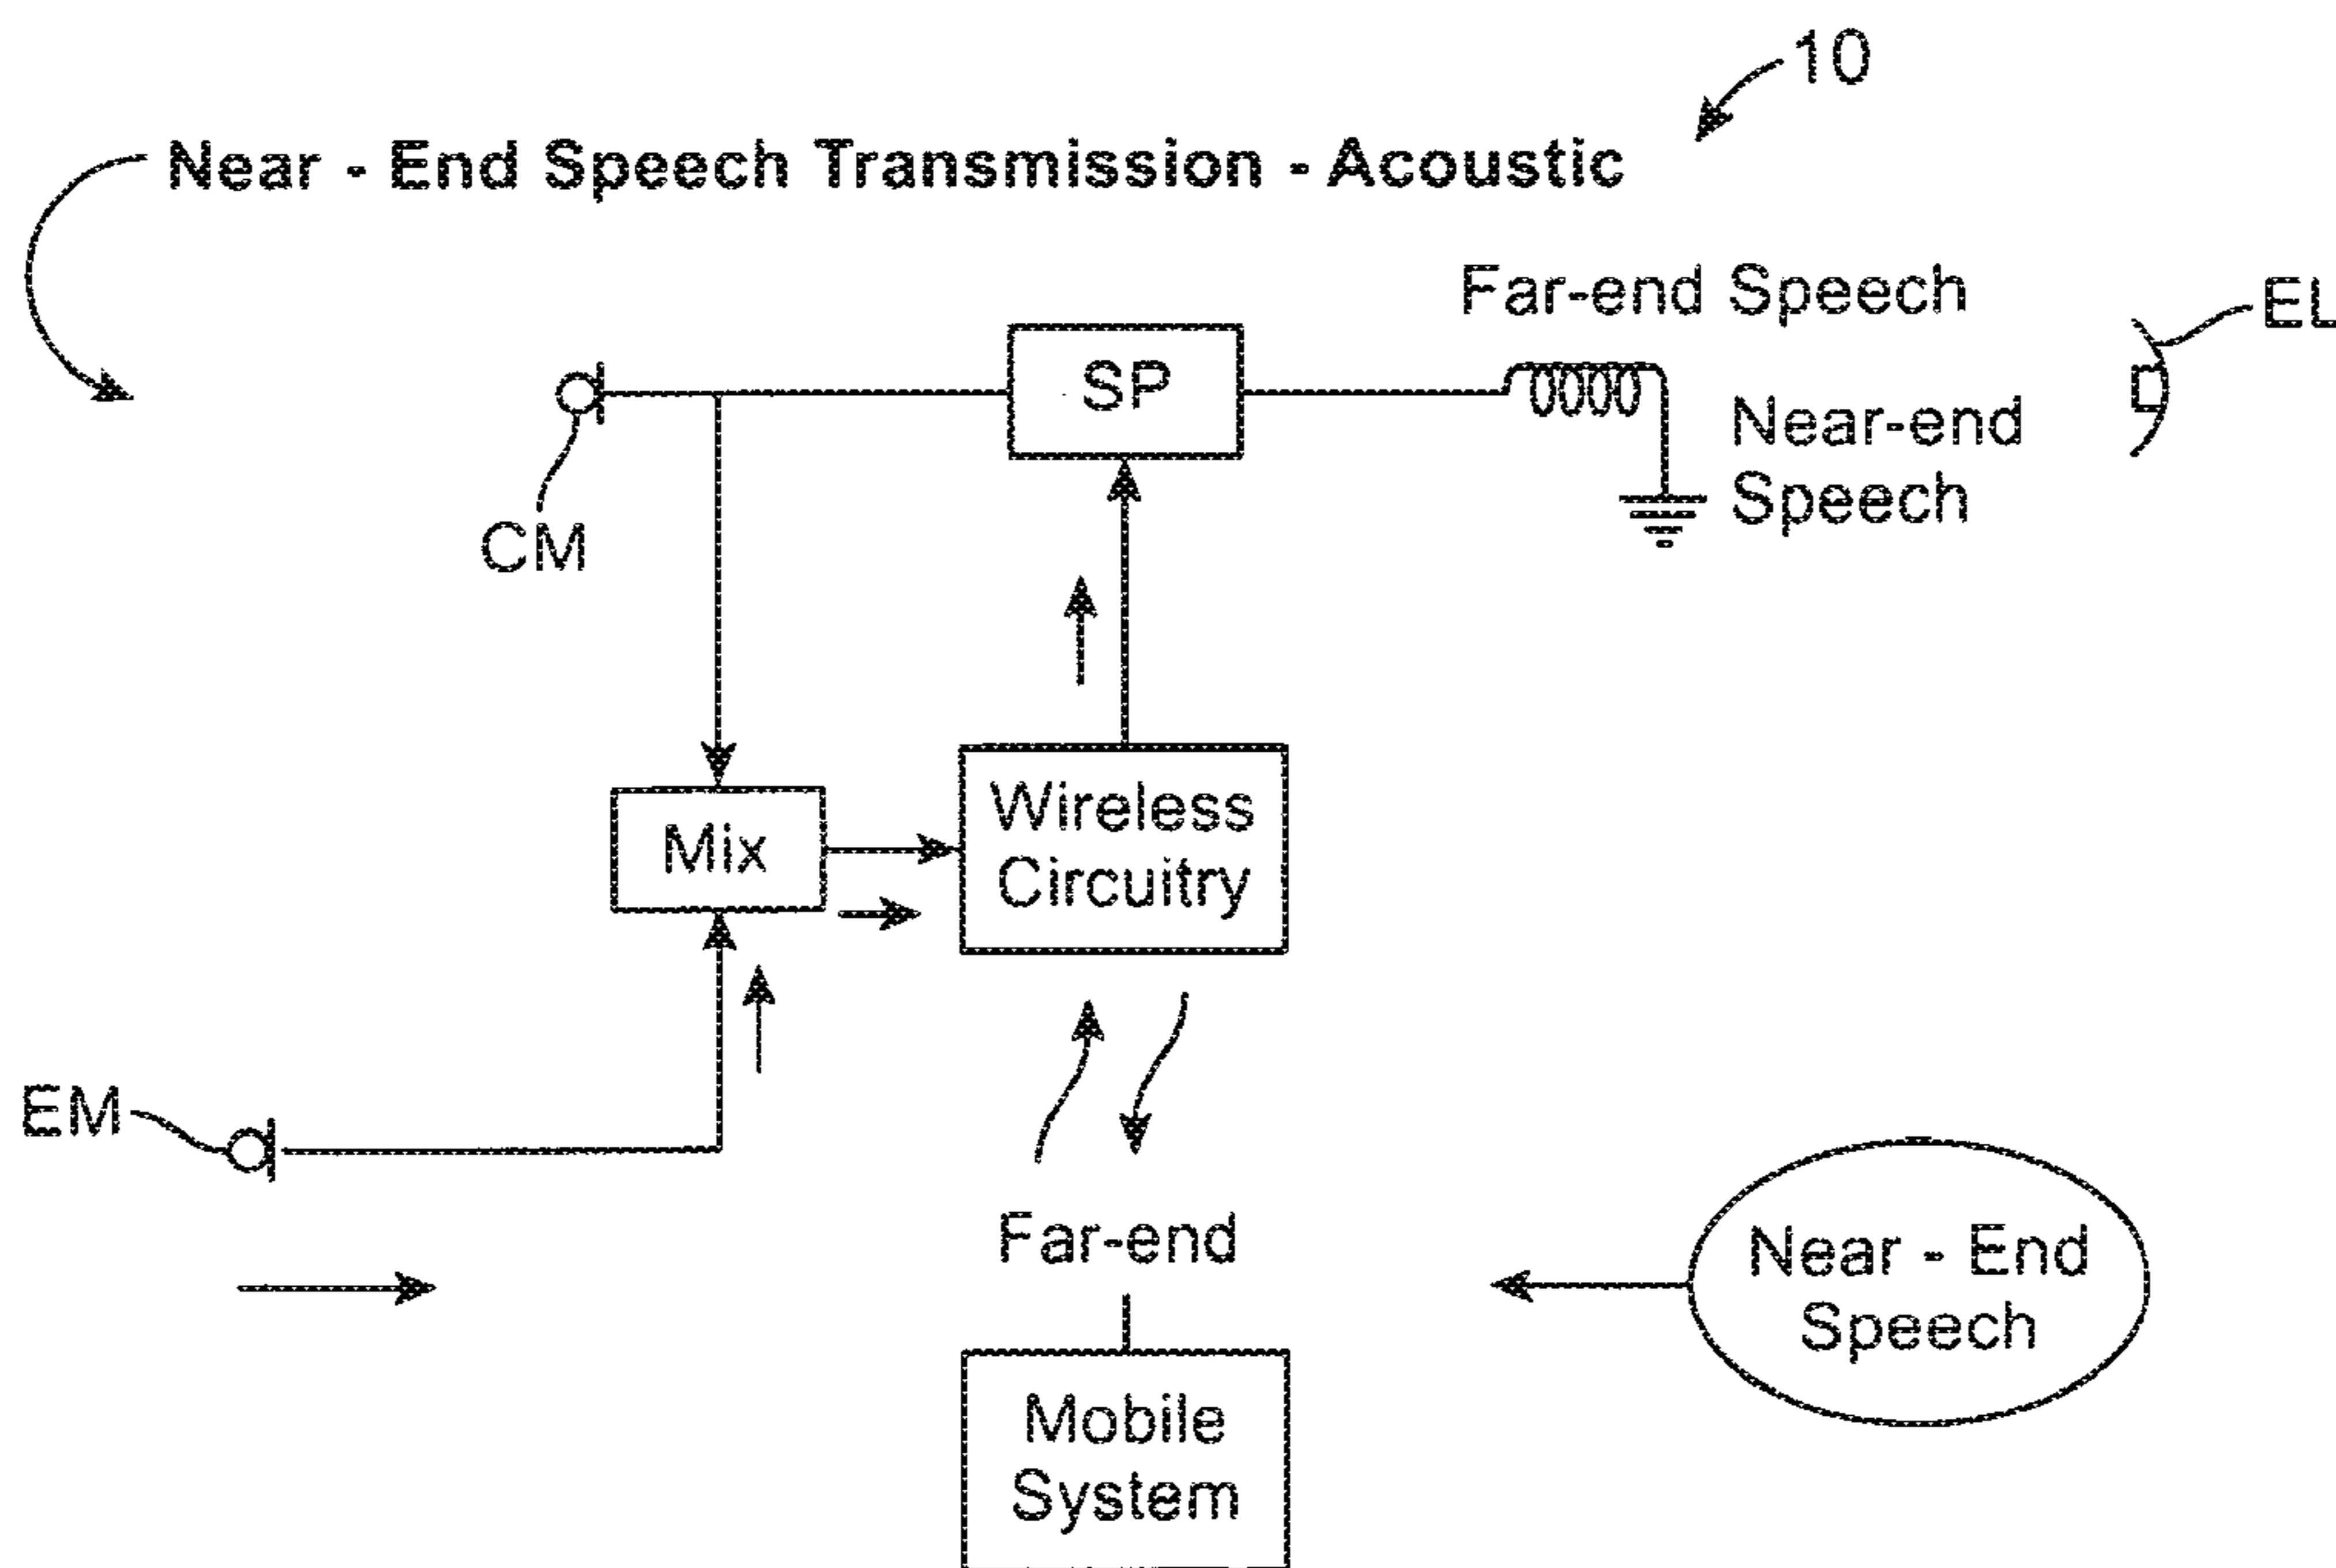 10
Near - End Speech Transmission - Acoustic
Far-end Speech
EL
SP
Near-end
Speech
CM
Wireless
Circuitry
Mix
EM
Far-end
Near - End
Speech
Mobile
System